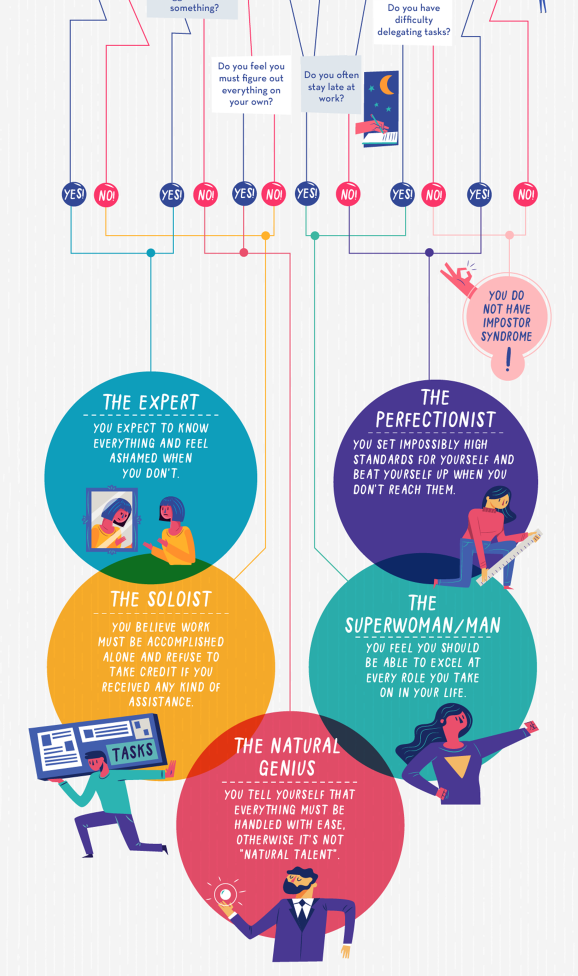 something?
Do you have
difficulty
delegating tasks?
Do you feel you
must figure out
everything on
your own?
Do you often
stay late at
work?
YES!
NO!
YES!
NO!
YES!
NO!
YES!
NO!
YES!
NO!
YES!
NO!
YOU DO
NOT HAVE
IMPOSTOR
SYNDROME
!
THE EXPERT
YOU EXPECT TO KNOW
EVERYTHING AND FEEL
ASHAMED WHEN
YOU DON'T.
THE
PERFECTIONIST
YOU SET IMPOSSIBLY HIGH
STANDARDS FOR YOURSELF AND
BEAT YOURSELF UP WHEN YOU
DON'T REACH THEM.
THE SOLOIST
YOU BELIEVE WORK
MUST BE ACCOMPLISHED
ALONE AND REFUSE TO
TAKE CREDIT IF YOU
RECEIVED ANY KIND OF
ASSISTANCE.
THE
SUPERWOMAN/MAN
YOU FEEL YOU SHOULD
BE ABLE TO EXCEL AT
EVERY ROLE YOU TAKE
ON IN YOUR LIFE.
TASKS
THE NATURAL
GENIUS
YOU TELL YOURSELF THAT
EVERYTHING MUST BE
HANDLED WITH EASE,
OTHERWISE IT'S NOT
"NATURAL TALENT".